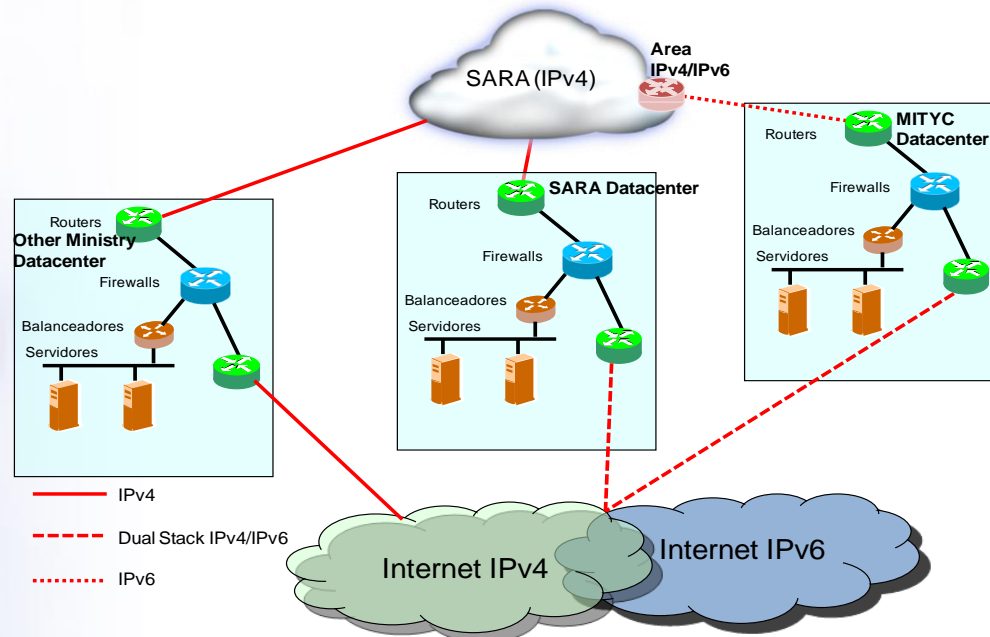 SARA (IPv4)
Area
IPv4/IPv6
MITYC
Datacenter
Routers
Firewalls
Balanceadores
Servidores
SARA Datacenter
Routers
Firewalls
Balanceadores
Servidores
Routers
Other Ministry
Datacenter
Firewalls
Balanceadores
Servidores
IPv4
Dual Stack IPv4/IPv6
IPv6
Internet IPv4
Internet IPv6